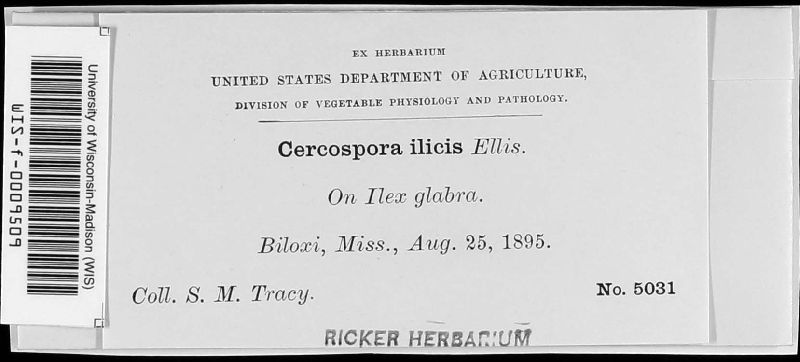 EX HERBARIUM
UNITED STATES DEPARTMENT OF AGRICULTURE,
DIVISION OF VEGETABLE PHYSIOLOGY AND PATHOLOGY.
Cercospora ilicis Ellis.
On Ilex glabra.
Biloxi, Miss., Aug. 25, 1895.
Coll. S. M. Tracy.
No. 5031
RICKER HERBARIUM
University of Wisconsin-Madison (WIS)
WIS-f-0009509